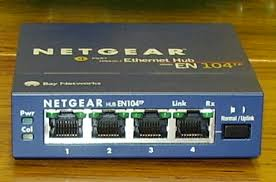 NETGEAR
Ethernet Hub
EN 104TP
Bay Networks
NETGEAR HUB EN104TP Link Rx
Pwr
Col
Normal/Uplink
1 2 3 4